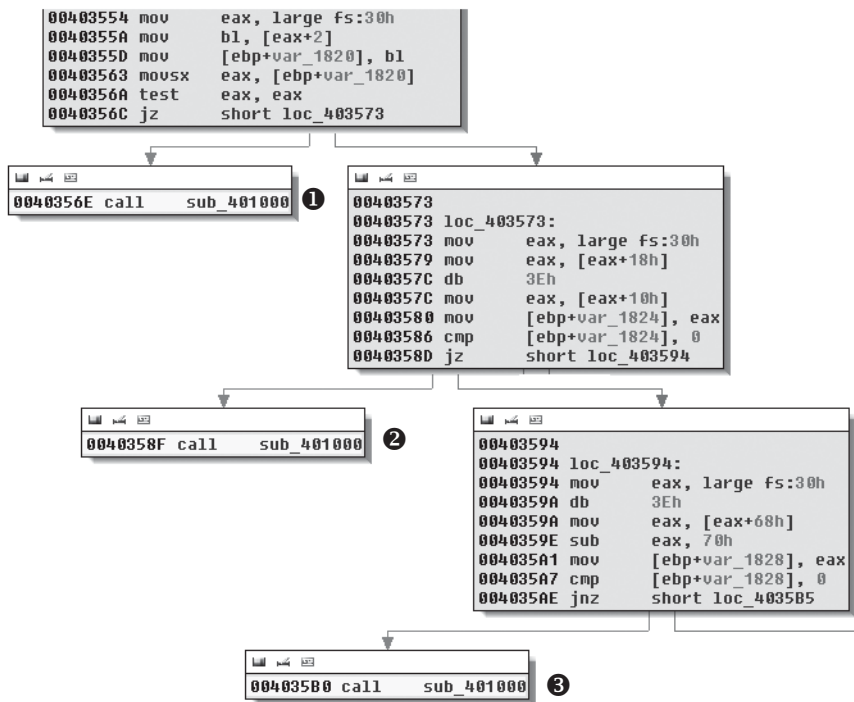 00403554 mov eax, large fs:30h
0040355A mov bl, [eax+2]
0040355D mov [ebp+var_1820], bl
00403563 movsx eax, [ebp+var_1820]
0040356A test eax, eax
0040356C jz short loc_403573
0040356E call sub_401000 ❶
00403573
00403573 loc_403573:
00403573 mov eax, large fs:30h
00403579 mov eax, [eax+18h]
0040357C db 3Eh
0040357C mov eax, [eax+10h]
00403580 mov [ebp+var_1824], eax
00403586 cmp [ebp+var_1824], 0
0040358D jz short loc_403594
0040358F call sub_401000 ❷
00403594
00403594 loc_403594:
00403594 mov eax, large fs:30h
0040359A db 3Eh
0040359A mov eax, [eax+68h]
0040359E sub eax, 70h
004035A1 mov [ebp+var_1828], eax
004035A7 cmp [ebp+var_1828], 0
004035AE jnz short loc_4035B5
004035B0 call sub_401000 ❸